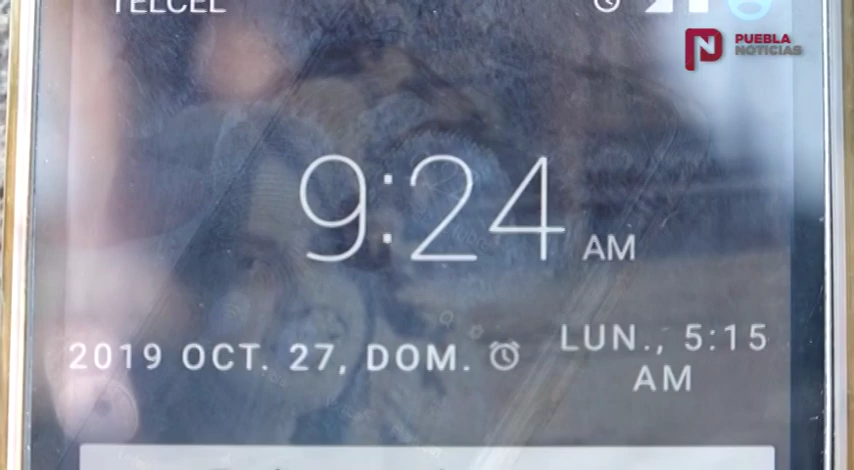 TELCEL
PUEBLA
NOTICIAS
9:24 AM
2019 OCT. 27, DOM.
LUN., 5:15
AM